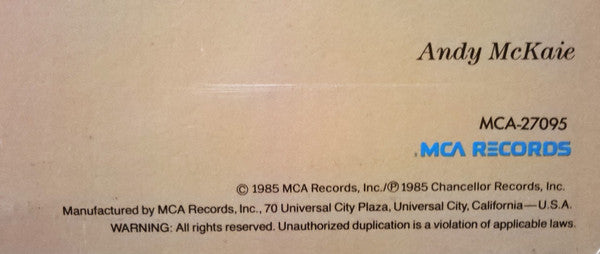 Andy McKaie
MCA-27095
MCA RECORDS
© 1985 MCA Records, Inc./℗ 1985 Chancellor Records, Inc.
Manufactured by MCA Records, Inc., 70 Universal City Plaza, Universal City, California—U.S.A.
WARNING: All rights reserved. Unauthorized duplication is a violation of applicable laws.